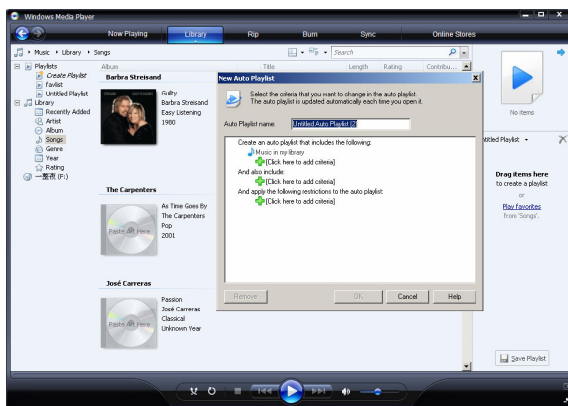 Windows Media Player
Now Playing
Library
Rip
Burn
Sync
Online Stores
Music ▸ Library ▸ Songs
Search
Playlists
Create Playlist
favlist
Untitled Playlist
Library
Recently Added
Artist
Album
Songs
Genre
Year
Rating
(F:)
Album
Title
Length
Rating
Contribu...
Barbra Streisand
Guilty
Barbra Streisand
Easy Listening
1980
The Carpenters
Paste Art Here
As Time Goes By
The Carpenters
Pop
2001
José Carreras
Paste Art Here
Passion
José Carreras
Classical
Unknown Year
New Auto Playlist
Select the criteria that you want to change in the auto playlist.
The auto playlist is updated automatically each time you open it.
Auto Playlist name:
Untitled Auto Playlist (2)
Create an auto playlist that includes the following:
Music in my library
[Click here to add criteria]
And also include:
[Click here to add criteria]
And apply the following restrictions to the auto playlist:
[Click here to add criteria]
Remove
OK
Cancel
Help
No items
ntitled Playlist
Drag items here
to create a playlist
or
Play favorites
from 'Songs'.
Save Playlist